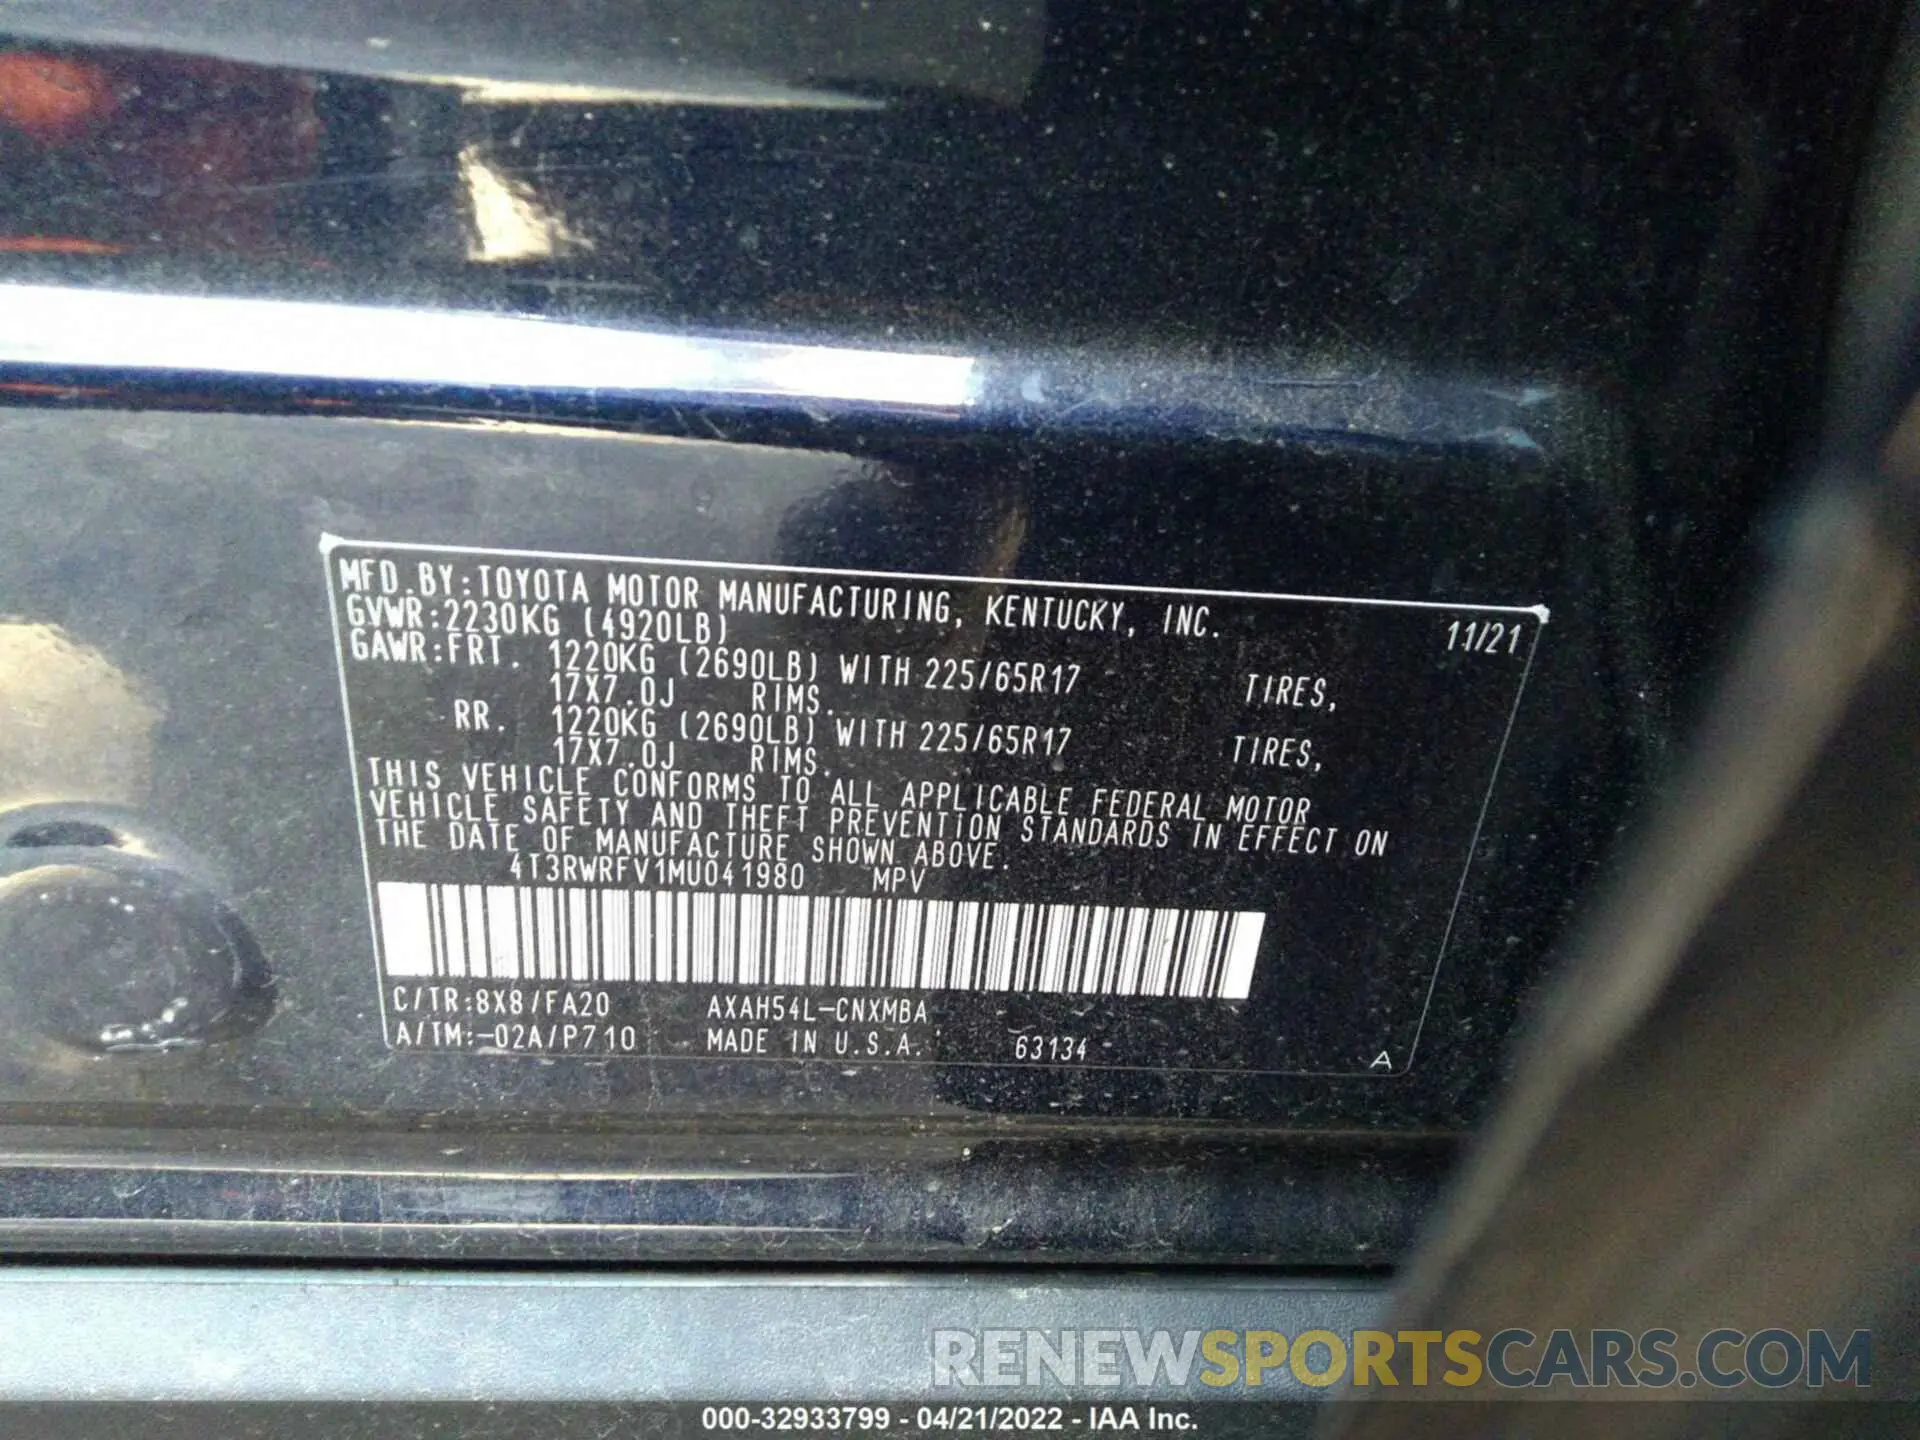 MFD.BY:TOYOTA MOTOR MANUFACTURING, KENTUCKY, INC.
GVWR:2230KG (4920LB) 11/21
GAWR:FRT. 1220KG (2690LB) WITH 225/65R17 TIRES,
17X7.0J RIMS.
RR. 1220KG (2690LB) WITH 225/65R17 TIRES,
17X7.0J RIMS.
THIS VEHICLE CONFORMS TO ALL APPLICABLE FEDERAL MOTOR
VEHICLE SAFETY AND THEFT PREVENTION STANDARDS IN EFFECT ON
THE DATE OF MANUFACTURE SHOWN ABOVE.
4T3RWRFV1MU041980 MPV
C/TR:8X8/FA20 AXAH54L-CNXMBA
A/TM:-02A/P710 MADE IN U.S.A. 63134 A
RENEWSPORTSCARS.COM
000-32933799 - 04/21/2022 - IAA Inc.